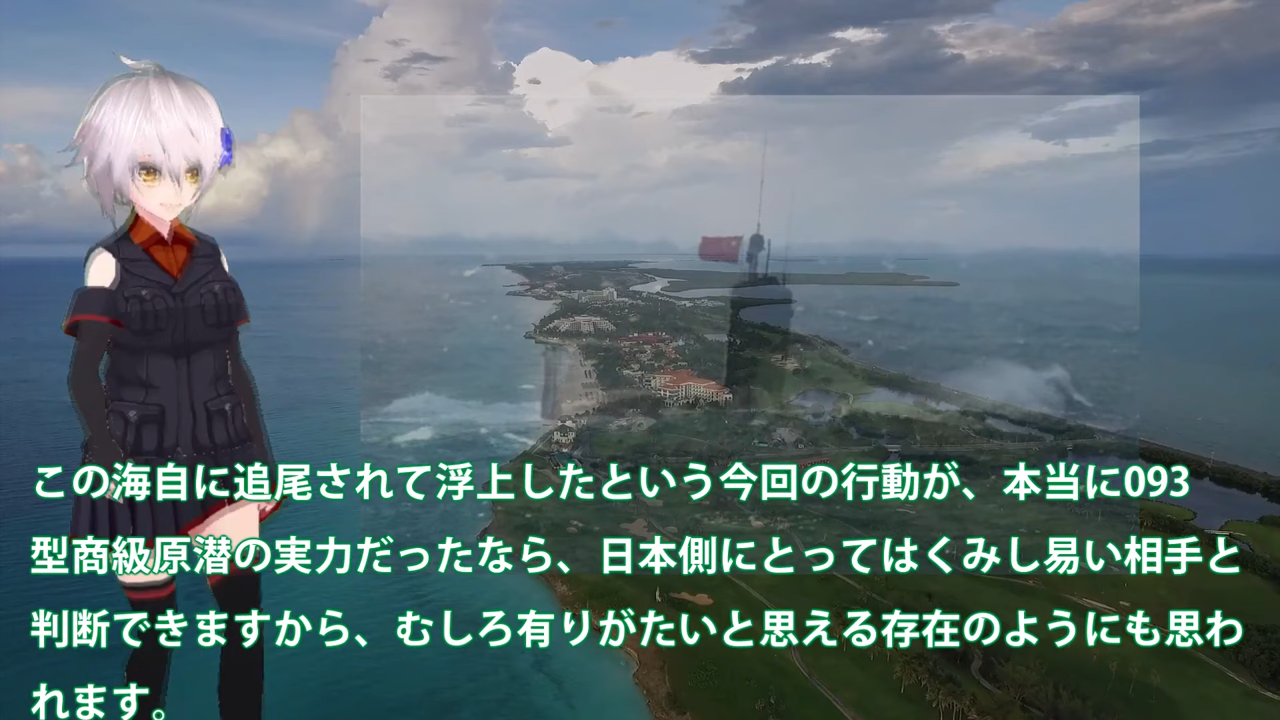 この海自に追尾されて浮上したという今回の行動が、本当に093
型商級原潜の実力だったなら、日本側にとってはくみし易い相手と
判断できますから、むしろ有りがたいと思える存在のようにも思わ
れます。